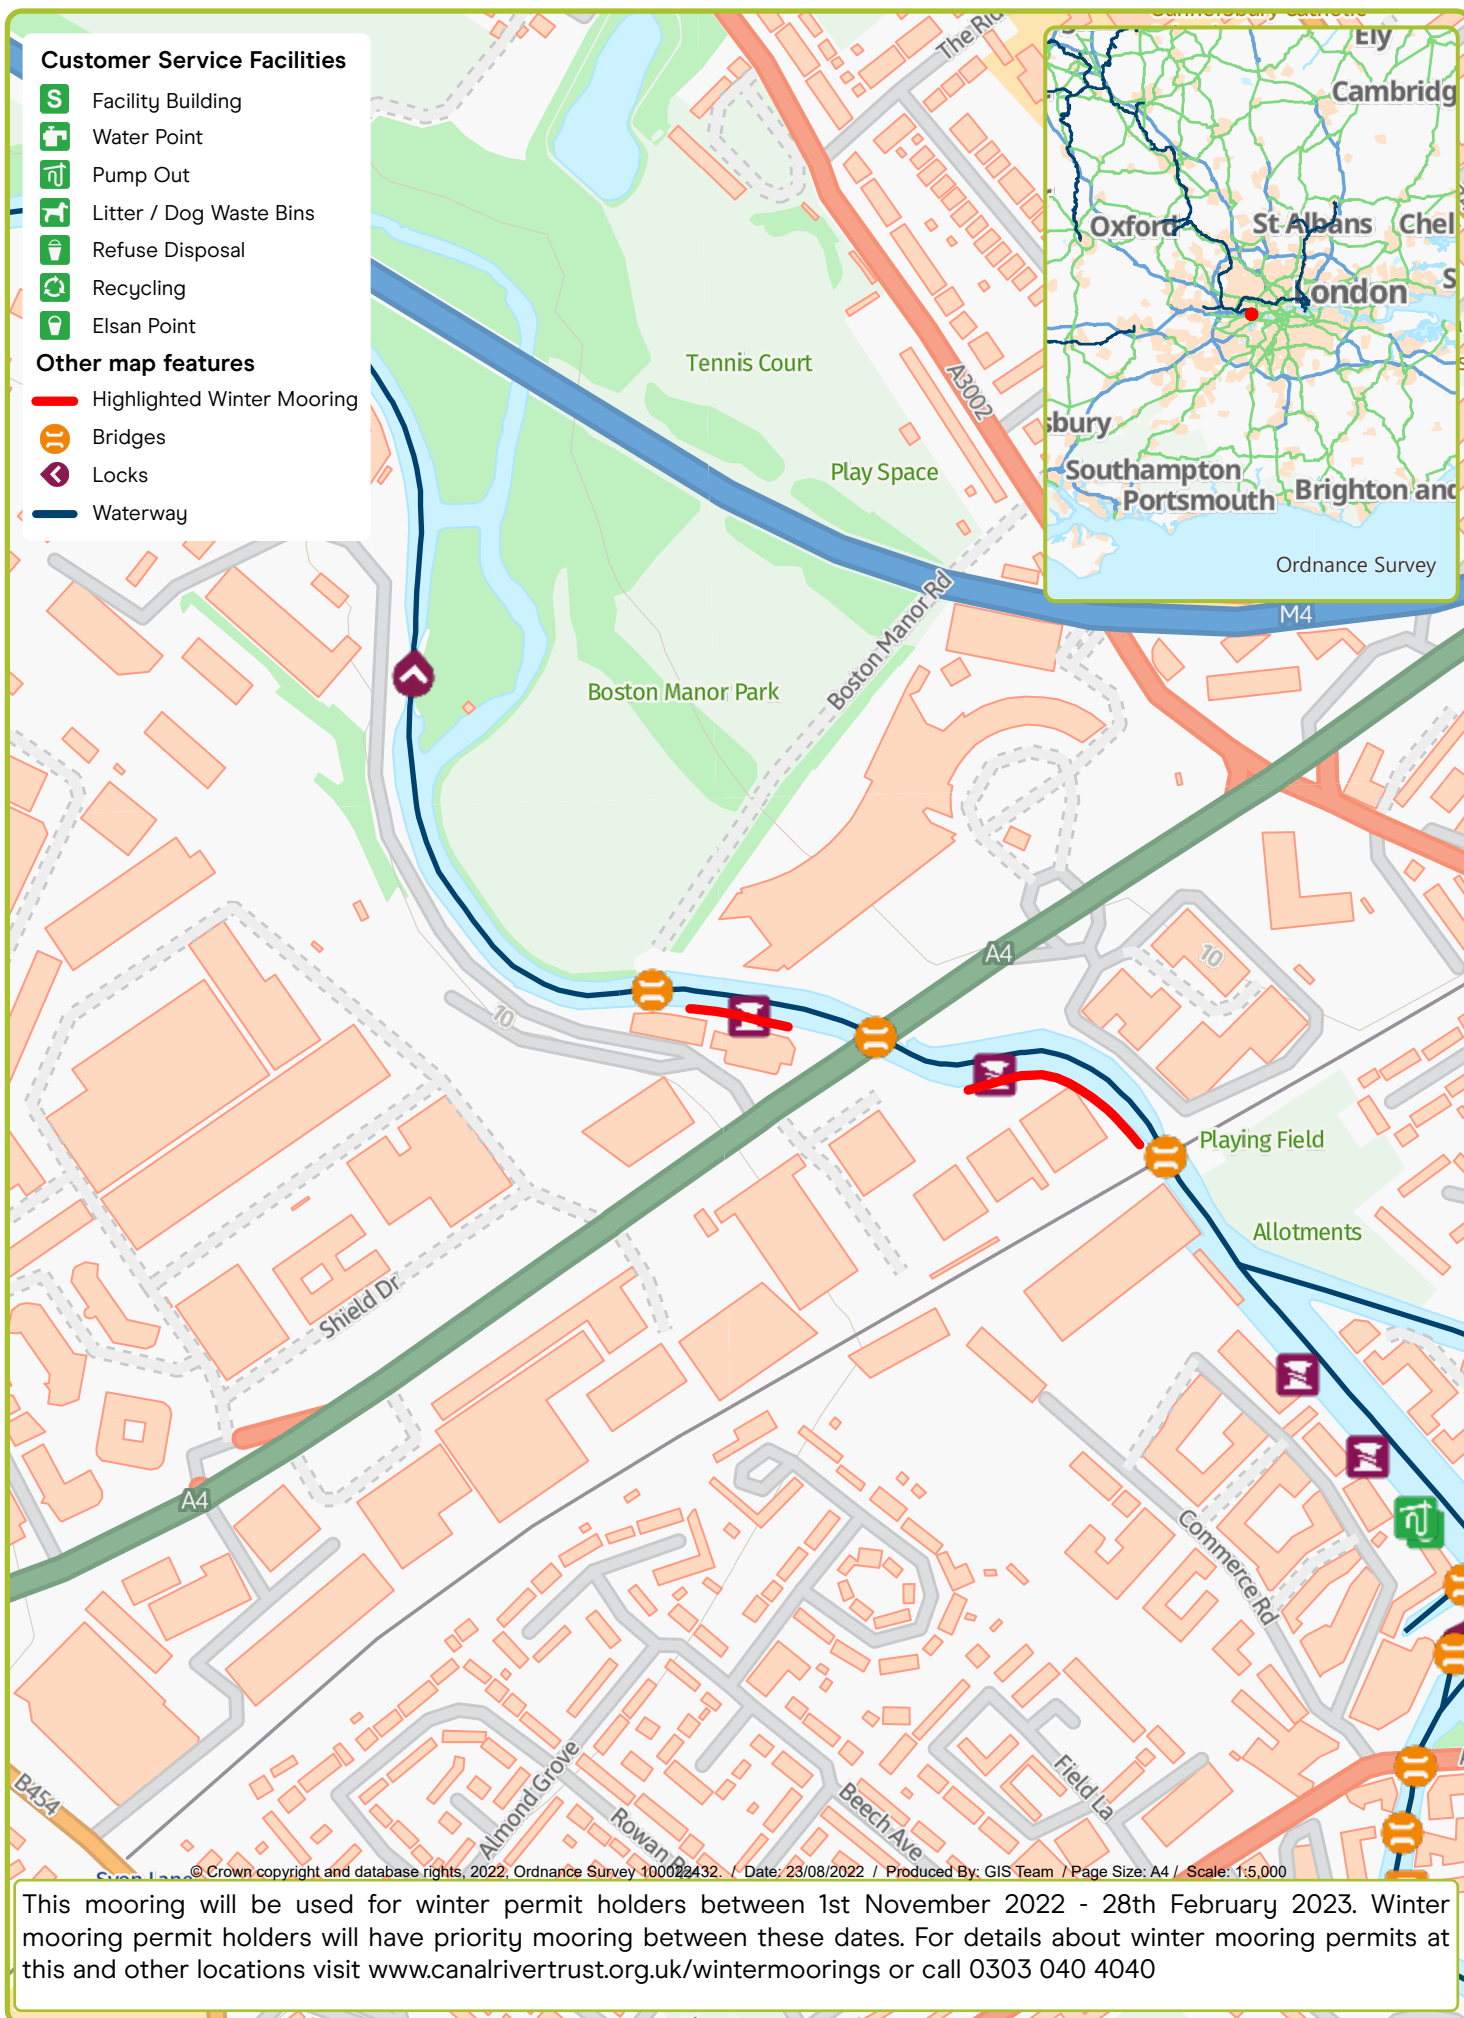 Customer Service Facilities
S Facility Building
Water Point
Pump Out
Litter / Dog Waste Bins
Refuse Disposal
Recycling
Elsan Point
Other map features
Highlighted Winter Mooring
Bridges
Locks
Waterway
Ely
Cambridg
Oxford
St Albans
Chel
ondon
sbury
Southampton
Portsmouth
Brighton and
Ordnance Survey
Tennis Court
A3002
Play Space
Boston Manor Rd
M4
Boston Manor Park
A4
10
10
Playing Field
Allotments
Shield Dr
A4
Commerce Rd
B454
Almond Grove
Rowan Rd
Beech Ave
Field La
© Crown copyright and database rights, 2022, Ordnance Survey 100022432. / Date: 23/08/2022 / Produced By: GIS Team / Page Size: A4 / Scale: 1:5,000
This mooring will be used for winter permit holders between 1st November 2022 - 28th February 2023. Winter
mooring permit holders will have priority mooring between these dates. For details about winter mooring permits at
this and other locations visit www.canalrivertrust.org.uk/wintermoorings or call 0303 040 4040